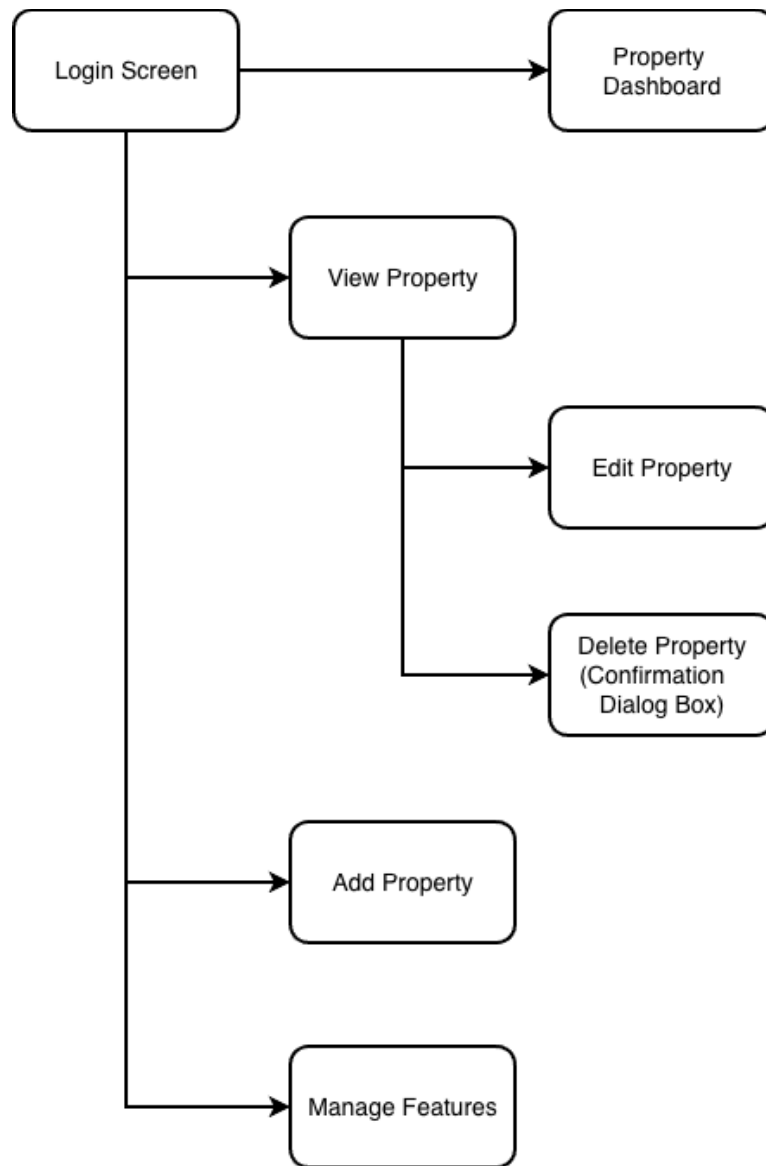 Login Screen
Property
Dashboard
View Property
Edit Property
Delete Property
(Confirmation
Dialog Box)
Add Property
Manage Features